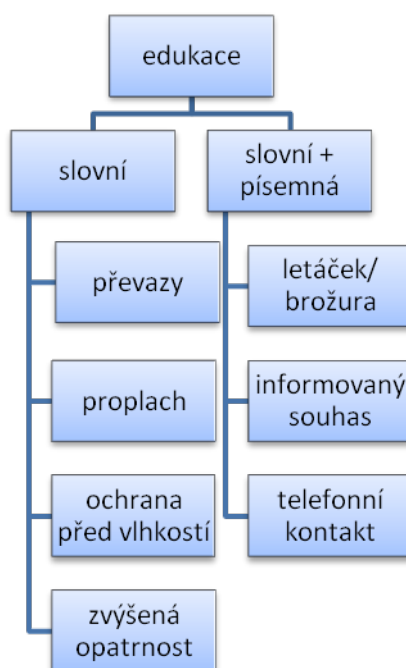 edukace
slovní
slovní +
písemná
převazy
proplach
ochrana
před vlhkostí
zvýšená
opatrnost
letáček/
brožura
informovaný
souhas
telefonní
kontakt